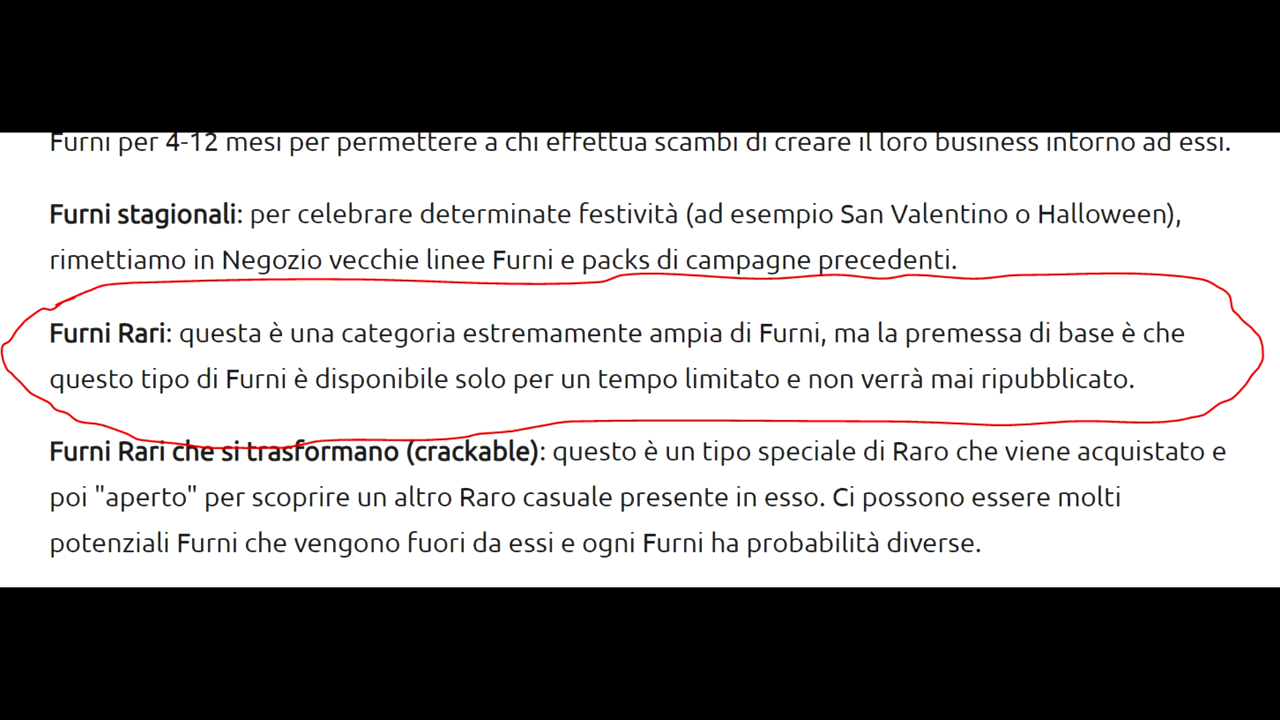 Furni per 4-12 mesi per permettere a chi effettua scambi di creare il loro business intorno ad essi.
Furni stagionali: per celebrare determinate festività (ad esempio San Valentino o Halloween),
rimettiamo in Negozio vecchie linee Furni e packs di campagne precedenti.
Furni Rari: questa è una categoria estremamente ampia di Furni, ma la premessa di base è che
questo tipo di Furni è disponibile solo per un tempo limitato e non verrà mai ripubblicato.
Furni Rari che si trasformano (crackable): questo è un tipo speciale di Raro che viene acquistato e
poi "aperto" per scoprire un altro Raro casuale presente in esso. Ci possono essere molti
potenziali Furni che vengono fuori da essi e ogni Furni ha probabilità diverse.